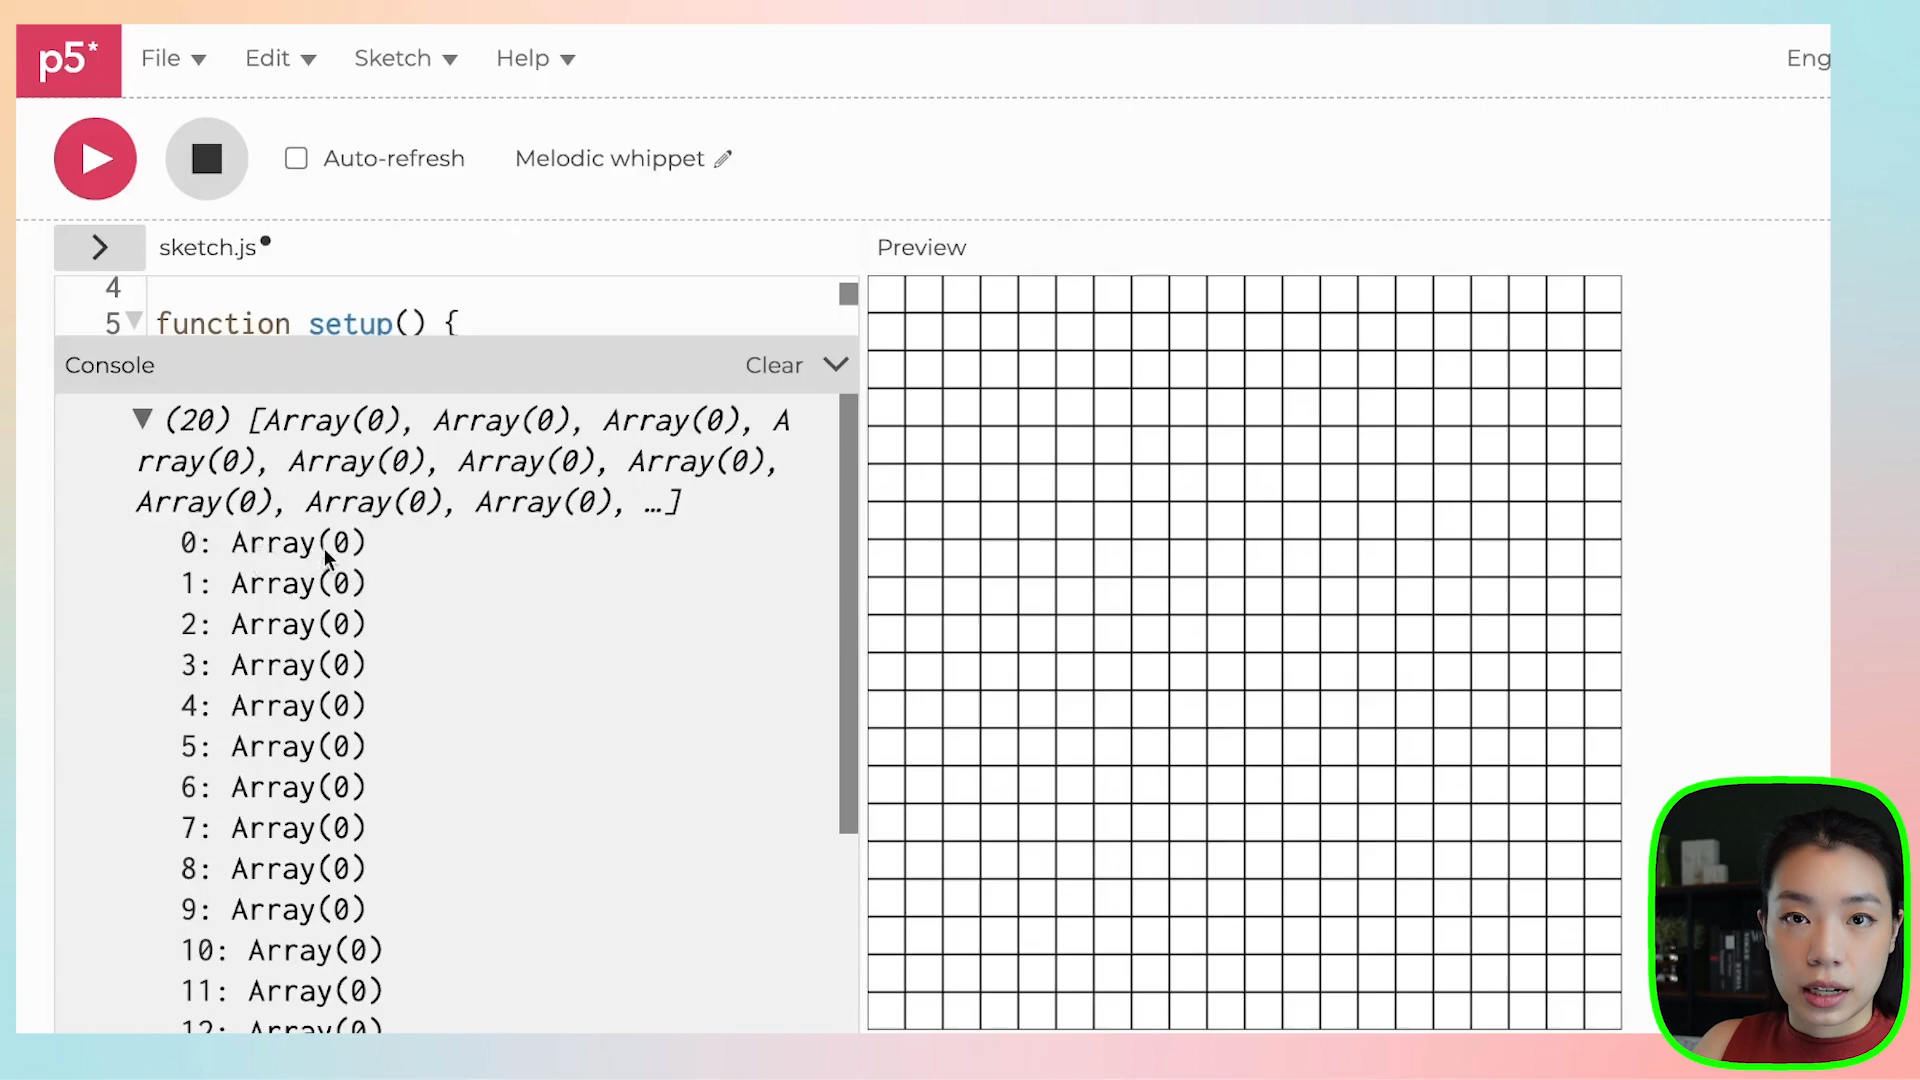 p5*
File
Edit
Sketch
Help
Eng
Auto-refresh
Melodic whippet
sketch.js
Preview
4
5 function setup() {
Console
Clear
(20) [Array(0), Array(0), Array(0), A
rray(0), Array(0), Array(0), Array(0),
Array(0), Array(0), Array(0), …]
0: Array(0)
1: Array(0)
2: Array(0)
3: Array(0)
4: Array(0)
5: Array(0)
6: Array(0)
7: Array(0)
8: Array(0)
9: Array(0)
10: Array(0)
11: Array(0)
12: Array(0)